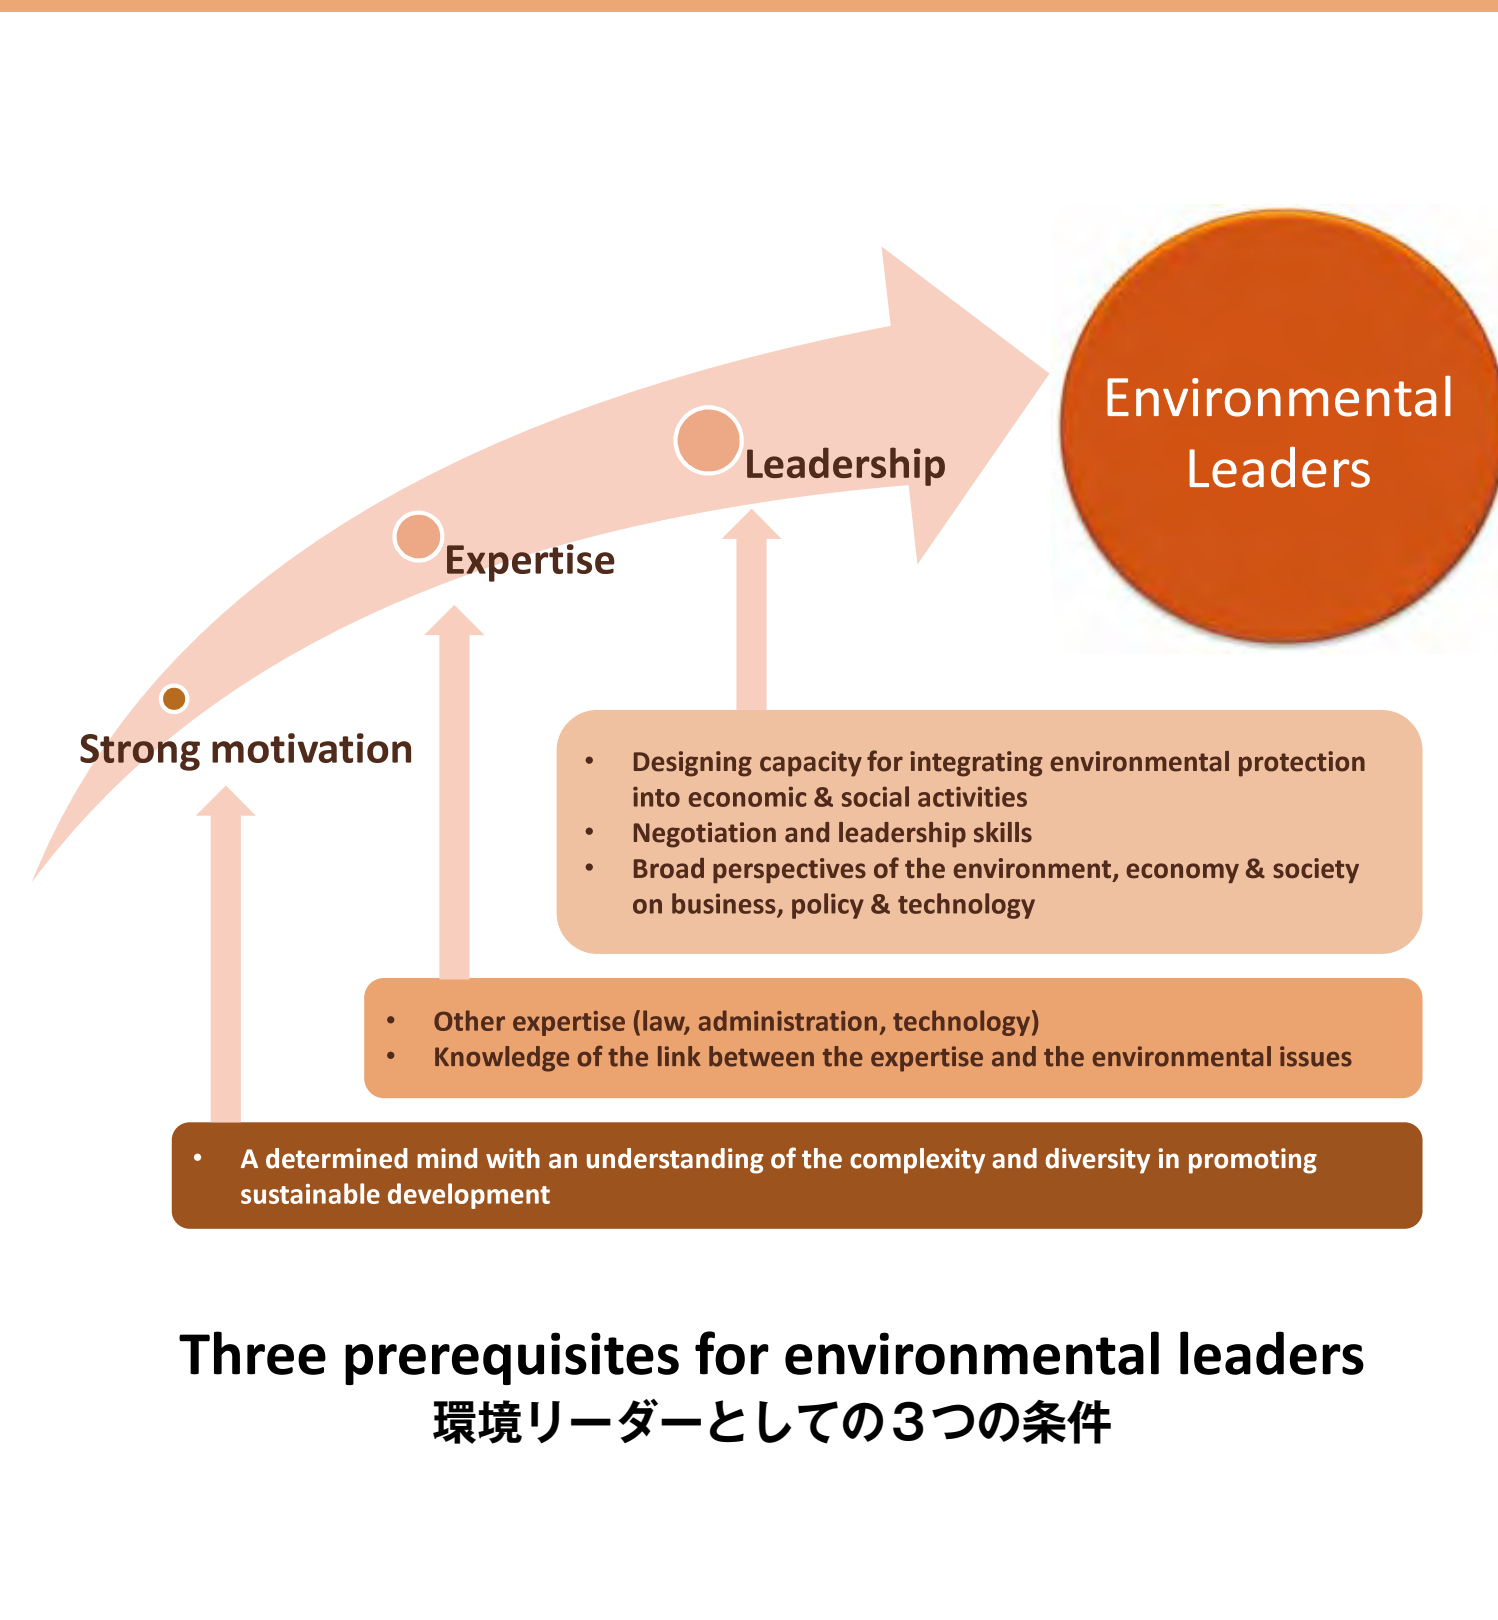 Environmental
Leaders
Leadership
Expertise
Strong motivation
• Designing capacity for integrating environmental protection
into economic & social activities
• Negotiation and leadership skills
• Broad perspectives of the environment, economy & society
on business, policy & technology
• Other expertise (law, administration, technology)
• Knowledge of the link between the expertise and the environmental issues
• A determined mind with an understanding of the complexity and diversity in promoting
sustainable development
Three prerequisites for environmental leaders
環境リーダーとしての３つの条件